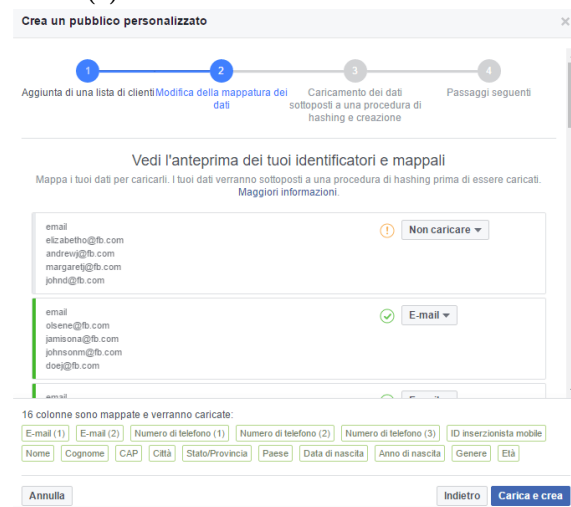 Crea un pubblico personalizzato
1 2 3 4
Aggiunta di una lista di clienti Modifica della mappatura dei dati Caricamento dei dati sottoposti a una procedura di hashing e creazione Passaggi seguenti
Vedi l'anteprima dei tuoi identificatori e mappali
Mappa i tuoi dati per caricarli. I tuoi dati verranno sottoposti a una procedura di hashing prima di essere caricati.
Maggiori informazioni.
email
elizabetho@fb.com
andrewj@fb.com
margaretj@fb.com
johnd@fb.com
Non caricare
email
olsene@fb.com
jamisona@fb.com
johnsonm@fb.com
doej@fb.com
E-mail
16 colonne sono mappate e verranno caricate:
E-mail (1) E-mail (2) Numero di telefono (1) Numero di telefono (2) Numero di telefono (3) ID inserzionista mobile
Nome Cognome CAP Città Stato/Provincia Paese Data di nascita Anno di nascita Genere Età
Annulla Indietro Carica e crea